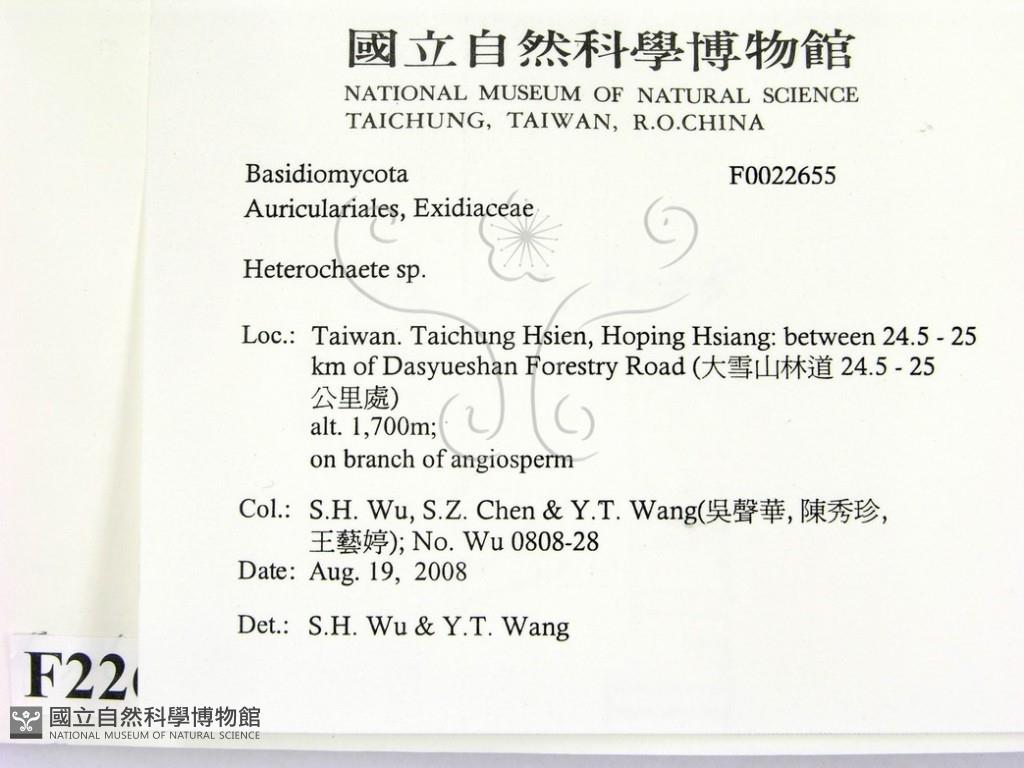 國立自然科學博物館
NATIONAL MUSEUM OF NATURAL SCIENCE
TAICHUNG, TAIWAN, R.O.CHINA
Basidiomycota F0022655
Auriculariales, Exidiaceae
Heterochaete sp.
Loc.: Taiwan. Taichung Hsien, Hoping Hsiang: between 24.5 - 25
km of Dasyueshan Forestry Road (大雪山林道 24.5 - 25
公里處)
alt. 1,700m;
on branch of angiosperm
Col.: S.H. Wu, S.Z. Chen & Y.T. Wang(吳聲華, 陳秀珍,
王藝婷); No. Wu 0808-28
Date: Aug. 19, 2008
Det.: S.H. Wu & Y.T. Wang
國立自然科學博物館
NATIONAL MUSEUM OF NATURAL SCIENCE